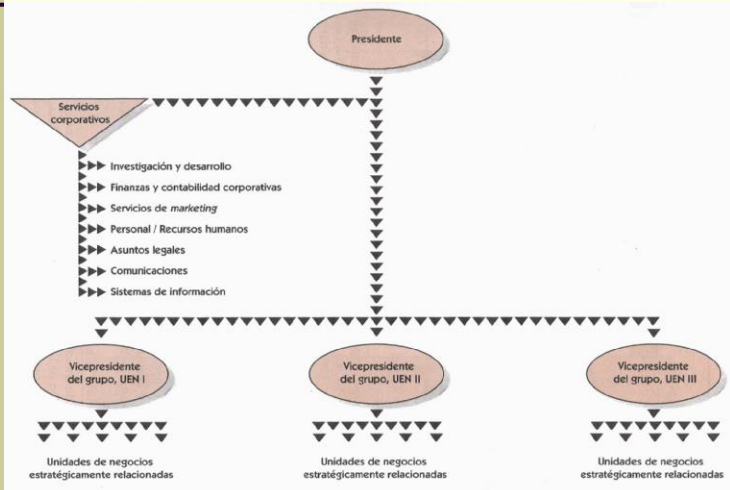 Presidente
Servicios
corporativos
Investigación y desarrollo
Finanzas y contabilidad corporativas
Servicios de marketing
Personal / Recursos humanos
Asuntos legales
Comunicaciones
Sistemas de información
Vicepresidente
del grupo, UEN I
Vicepresidente
del grupo, UEN II
Vicepresidente
del grupo, UEN III
Unidades de negocios
estratégicamente relacionadas
Unidades de negocios
estratégicamente relacionadas
Unidades de negocios
estratégicamente relacionadas